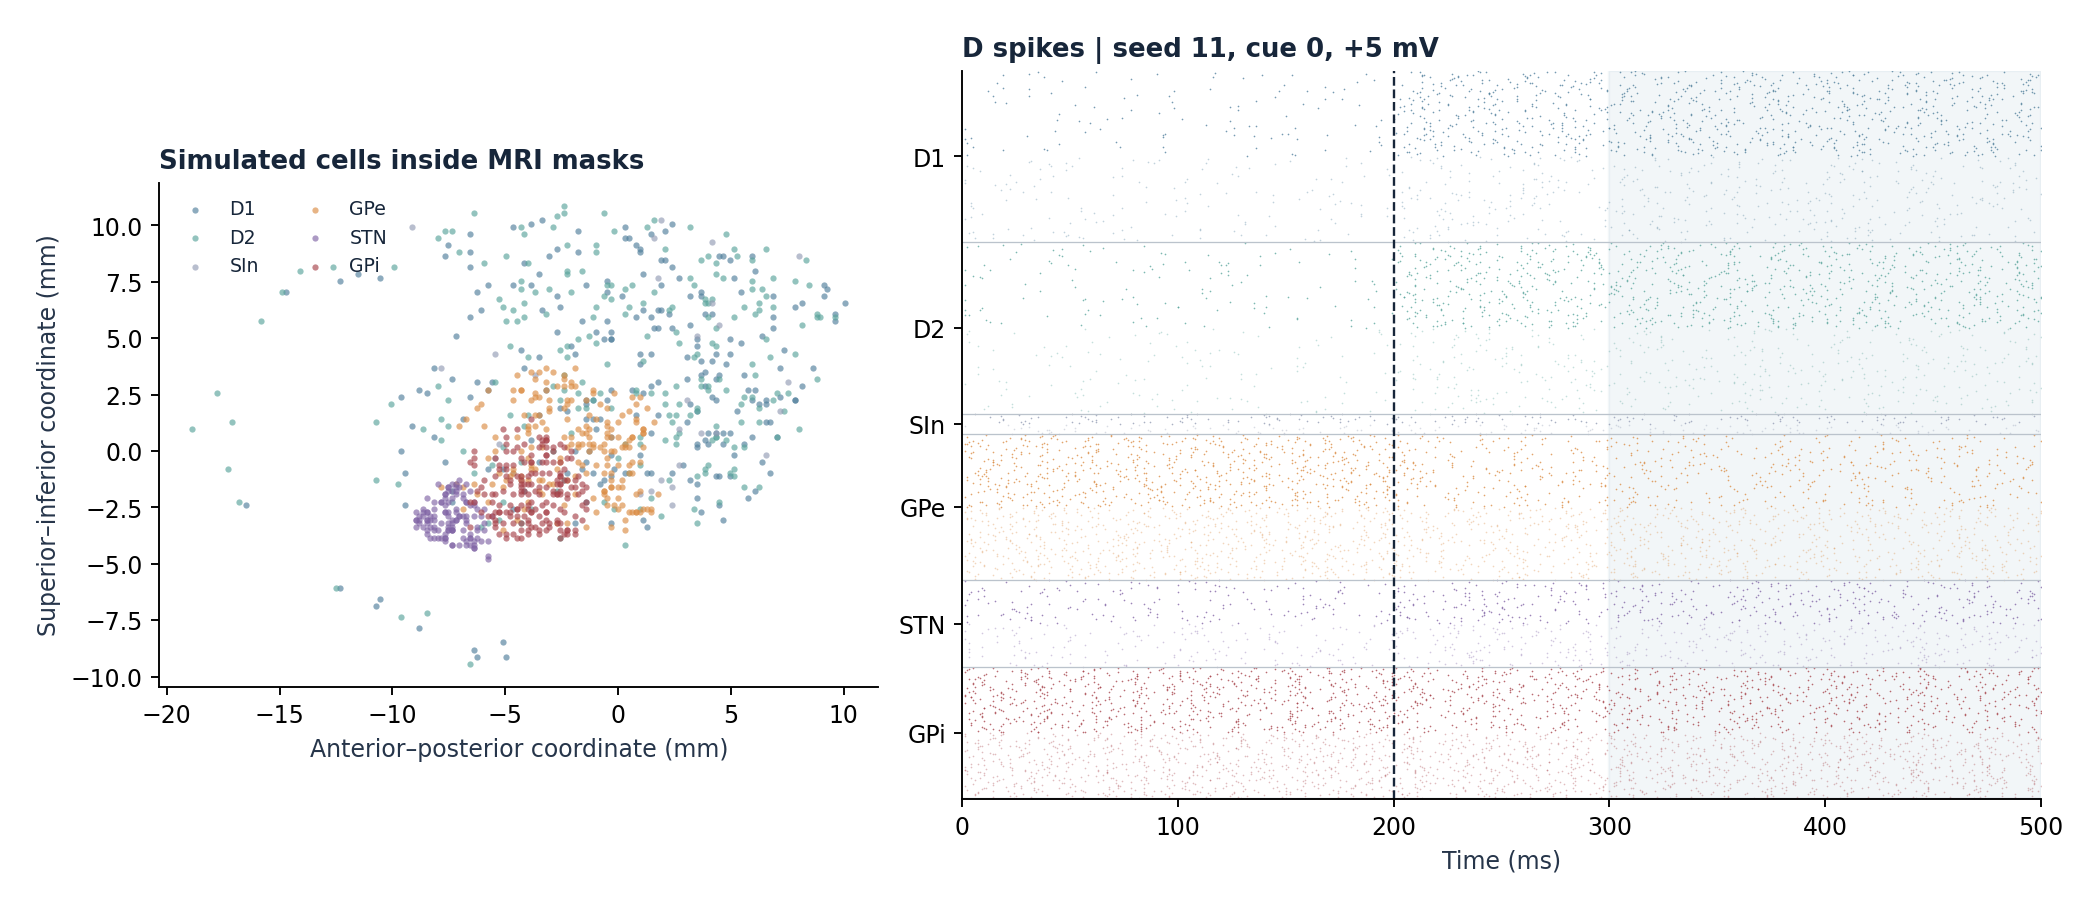 Simulated cells inside MRI masks
D1
D2
SIn
GPe
STN
GPi
10.0
7.5
5.0
2.5
0.0
−2.5
−5.0
−7.5
−10.0
Superior–inferior coordinate (mm)
−20
−15
−10
−5
0
5
10
Anterior–posterior coordinate (mm)
D spikes | seed 11, cue 0, +5 mV
D1
D2
SIn
GPe
STN
GPi
0
100
200
300
400
500
Time (ms)